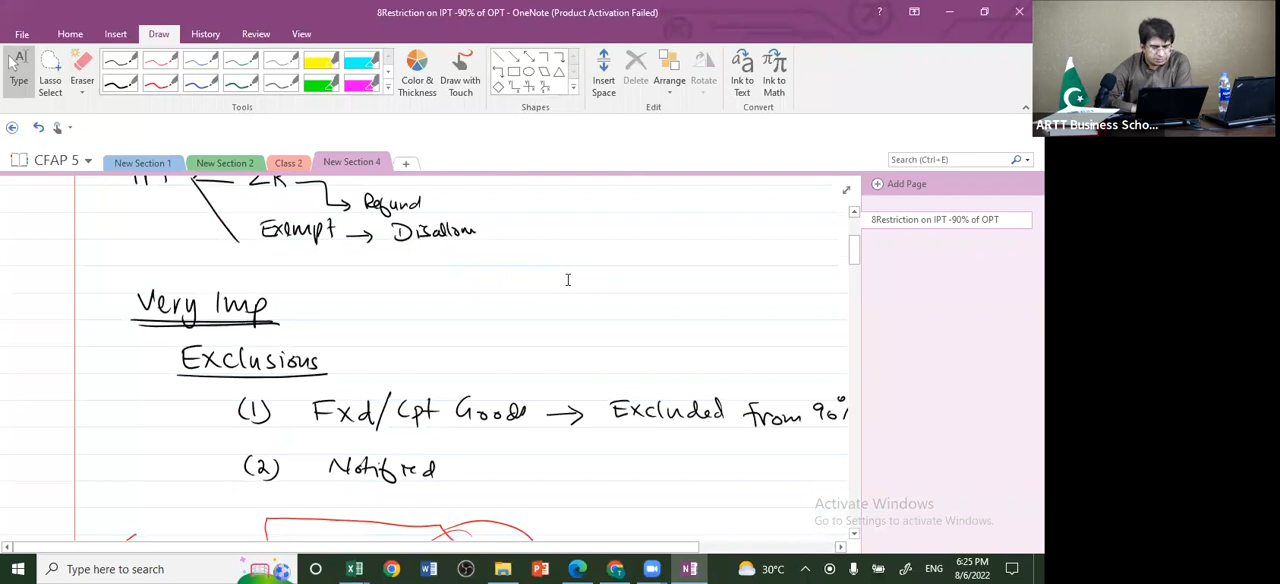 8Restriction on IPT -90% of OPT - OneNote (Product Activation Failed)
File Home Insert Draw History Review View
Type Lasso Select Eraser Color & Thickness Draw with Touch Insert Space Delete Arrange Rotate Ink to Text Ink to Math
Tools Shapes Edit Convert
ARTT Business Scho...
CFAP 5 New Section 1 New Section 2 Class 2 New Section 4 Search (Ctrl+E)
Add Page
8Restriction on IPT -90% of OPT
ZR
Refund
Exempt → Disallow
Very Imp
Exclusions
(1) Fxd/Cpt Goods → Excluded from 90%
(2) Notified
Activate Windows
Go to Settings to activate Windows.
Type here to search
30°C ENG 6:25 PM
8/6/2022